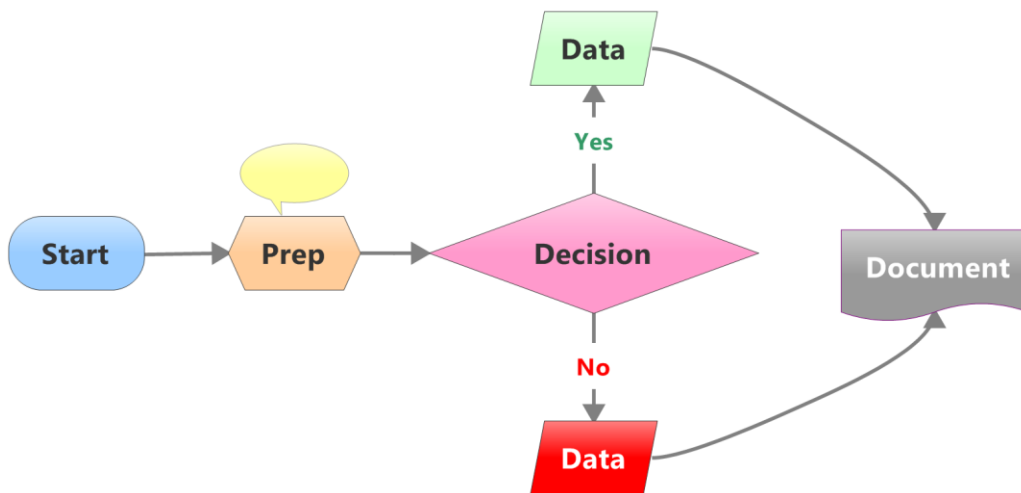 Data
Yes
Start
Prep
Decision
Document
No
Data